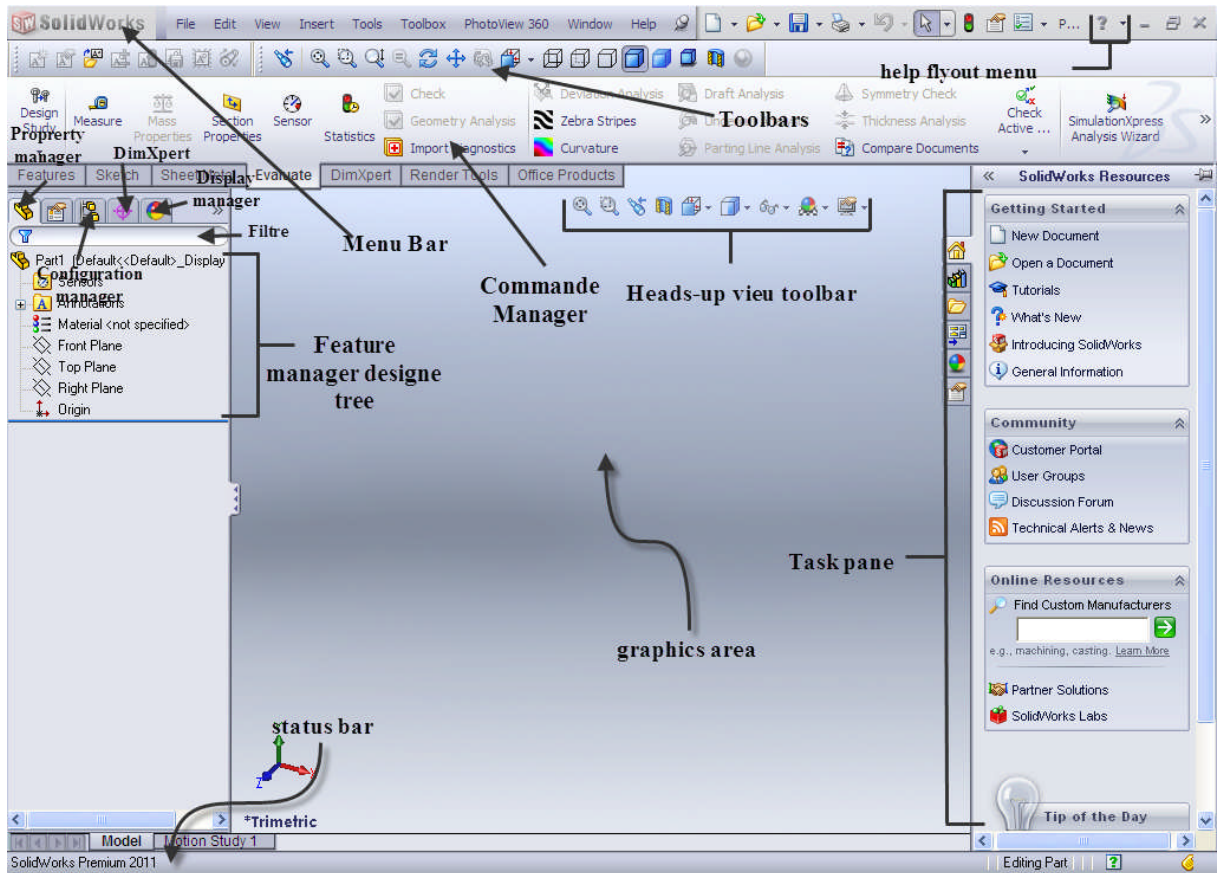 SolidWorks File Edit View Insert Tools Toolbox PhotoView 360 Window Help P... ?
help flyout menu
Design Study
Measure
Mass Properties
Section Properties
Sensor
Statistics
Check
Geometry Analysis
Import Diagnostics
Deviation Analysis
Zebra Stripes
Curvature
Draft Analysis
Parting Line Analysis
Symmetry Check
Thickness Analysis
Compare Documents
Check Active ...
SimulationXpress Analysis Wizard
Toolbars
Proprerty
manager
DimXpert
Features Sketch Evaluate DimXpert Render Tools Office Products
Display
manager
Filtre
Menu Bar
Part1 (Default<<Default>_Display
Sensors
Configuration
manager
Annotations
Material <not specified>
Front Plane
Top Plane
Right Plane
Origin
Feature
manager designe
tree
Commande
Manager
Heads-up vieu toolbar
graphics area
Task pane
status bar
X
Y
Z
*Trimetric
Model Motion Study 1
SolidWorks Premium 2011
SolidWorks Resources
Getting Started
New Document
Open a Document
Tutorials
What's New
Introducing SolidWorks
General Information
Community
Customer Portal
User Groups
Discussion Forum
Technical Alerts & News
Online Resources
Find Custom Manufacturers
e.g., machining, casting. Learn More
Partner Solutions
SolidWorks Labs
Tip of the Day
Editing Part ?